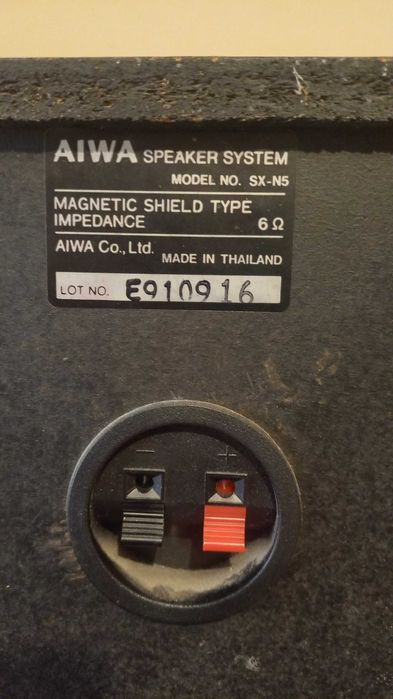 AIWA SPEAKER SYSTEM
MODEL NO. SX-N5
MAGNETIC SHIELD TYPE
IMPEDANCE 6 Ω
AIWA Co., Ltd.
MADE IN THAILAND
LOT NO. E910916
- +